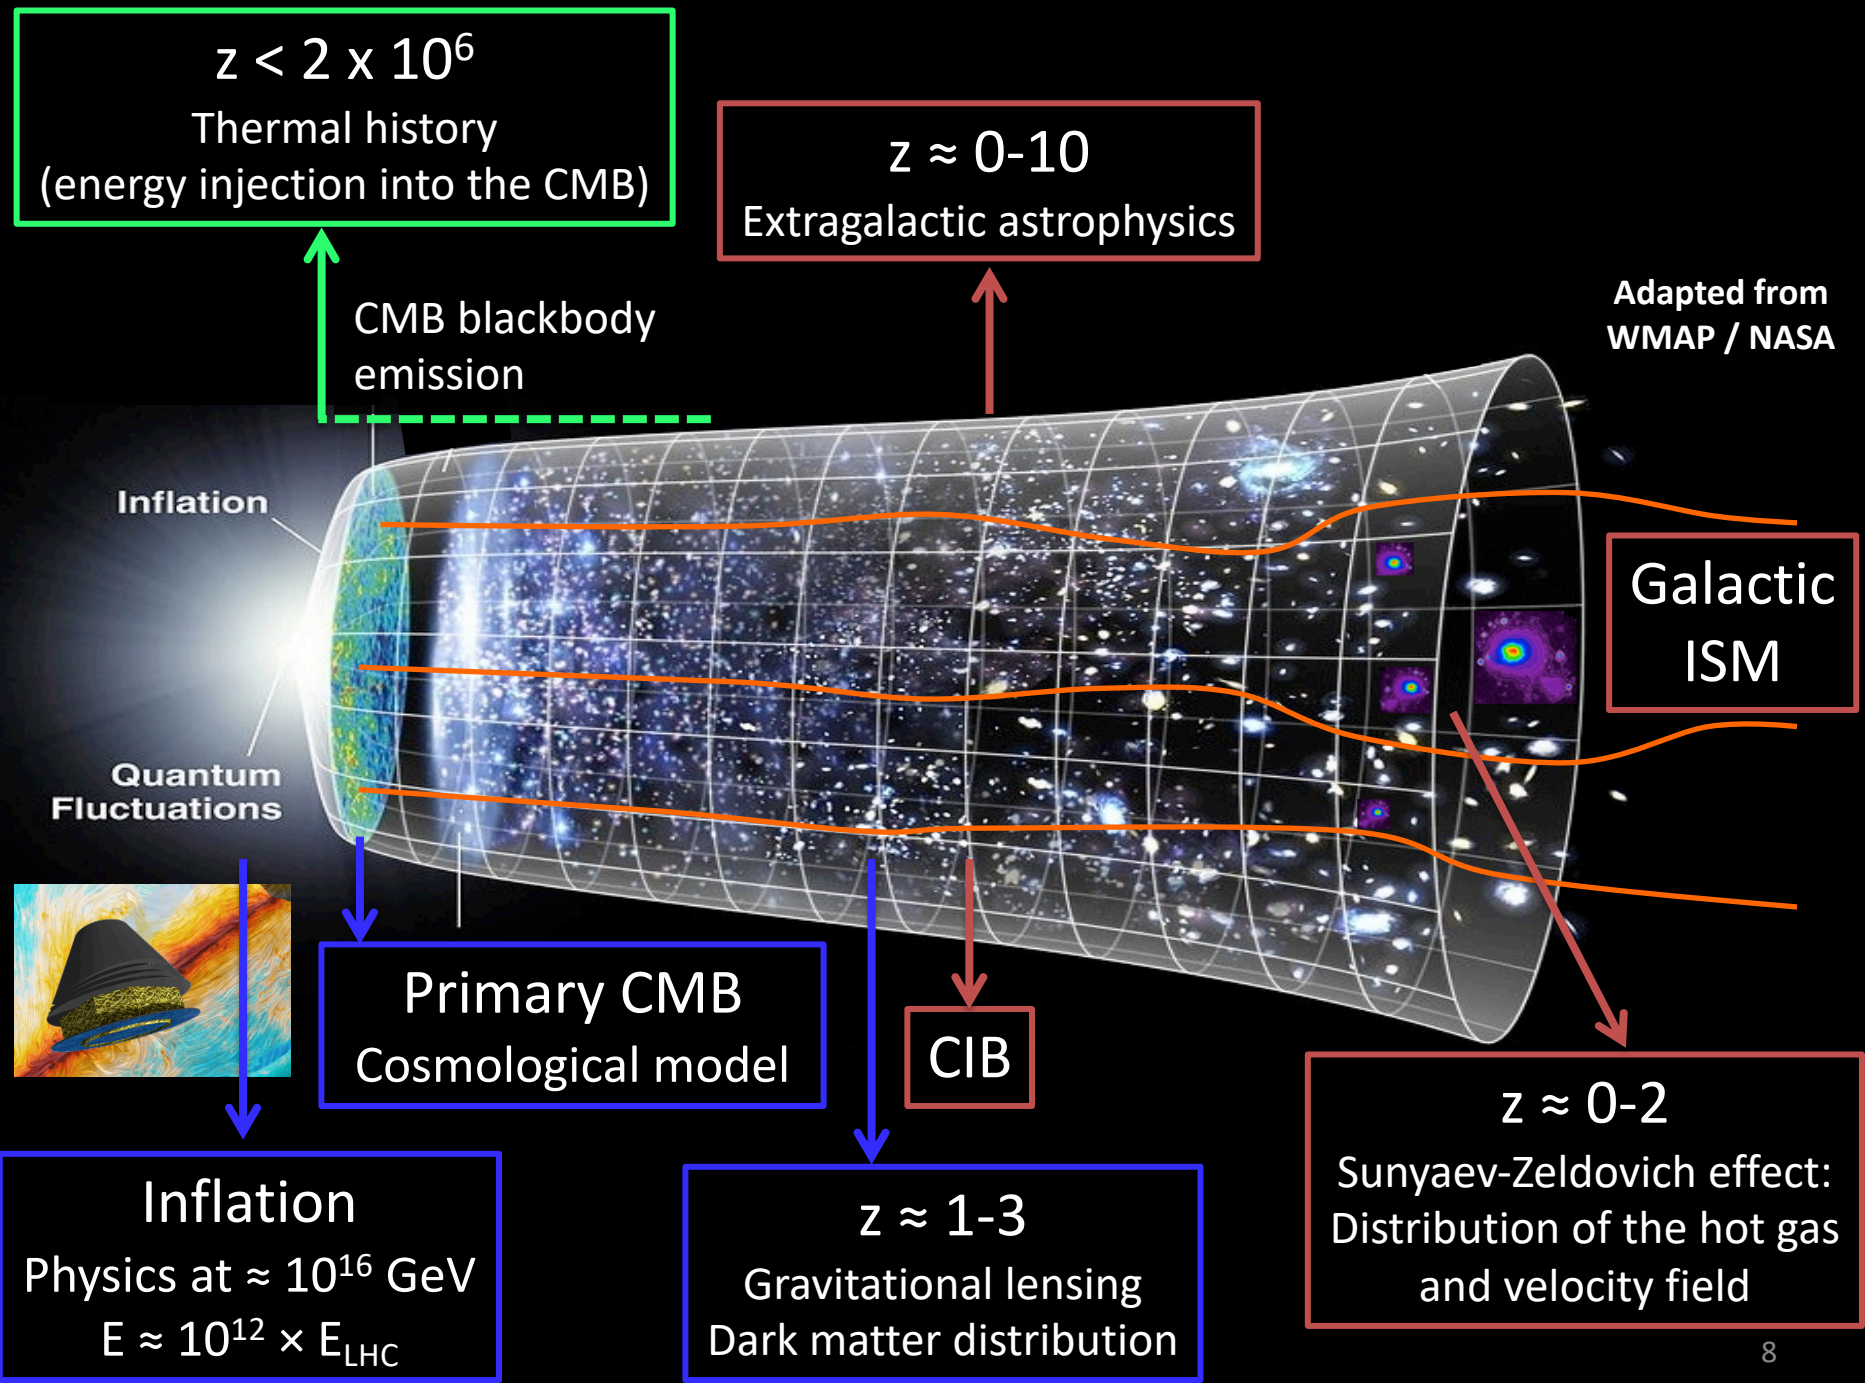 z < 2 x 10⁶
Thermal history
(energy injection into the CMB)
z ≈ 0-10
Extragalactic astrophysics
CMB blackbody
emission
Adapted from
WMAP / NASA
Inflation
Galactic
ISM
Quantum
Fluctuations
Primary CMB
Cosmological model
CIB
Inflation
Physics at ≈ 10¹⁶ GeV
E ≈ 10¹² × E_LHC
z ≈ 1-3
Gravitational lensing
Dark matter distribution
z ≈ 0-2
Sunyaev-Zeldovich effect:
Distribution of the hot gas
and velocity field
8